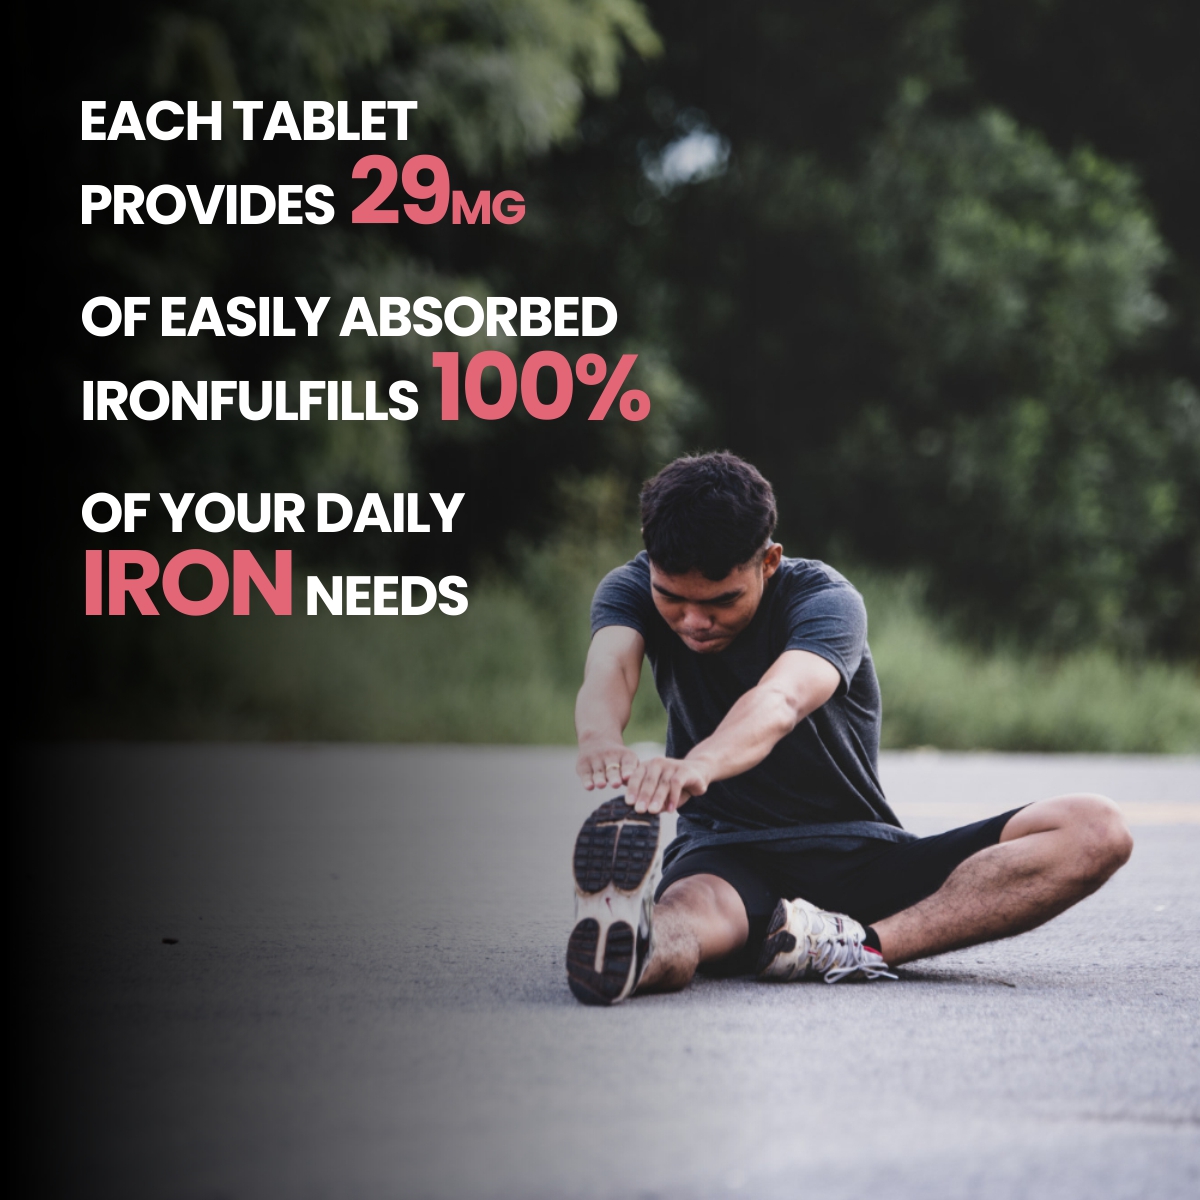 EACH TABLET
PROVIDES 29MG
OF EASILY ABSORBED
IRONFULFILLS 100%
OF YOUR DAILY
IRON NEEDS